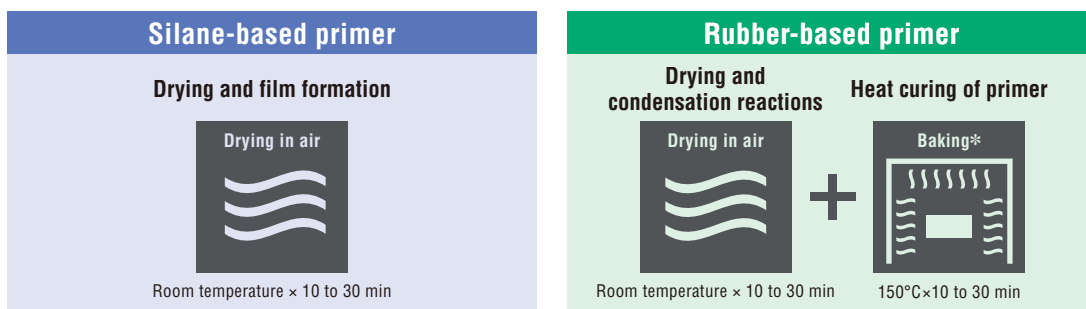 Silane-based primer
Drying and film formation
Drying in air
Room temperature × 10 to 30 min
Rubber-based primer
Drying and
condensation reactions
Drying in air
Room temperature × 10 to 30 min
Heat curing of primer
Baking*
150°C×10 to 30 min